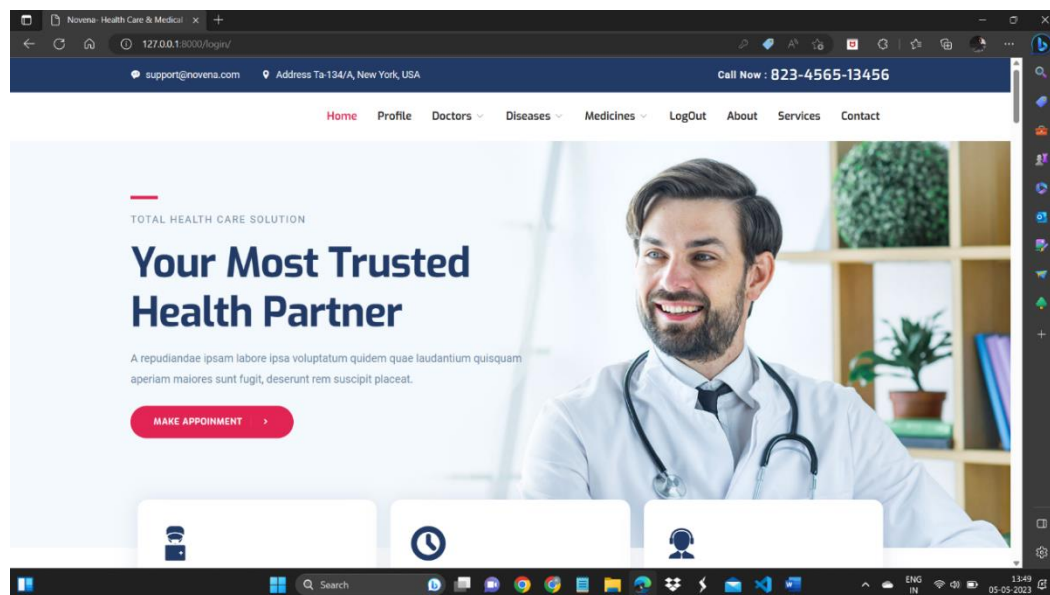 Novena- Health Care & Medical
127.0.0.1:8000/login/
support@novena.com
Address Ta-134/A, New York, USA
Call Now : 823-4565-13456
Home
Profile
Doctors
Diseases
Medicines
LogOut
About
Services
Contact
TOTAL HEALTH CARE SOLUTION
Your Most Trusted
Health Partner
A repudiandae ipsam labore ipsa voluptatum quidem quae laudantium quisquam
aperiam maiores sunt fugit, deserunt rem suscipit placeat.
MAKE APPOINMENT
Search
ENG
IN
13:49
05-05-2023